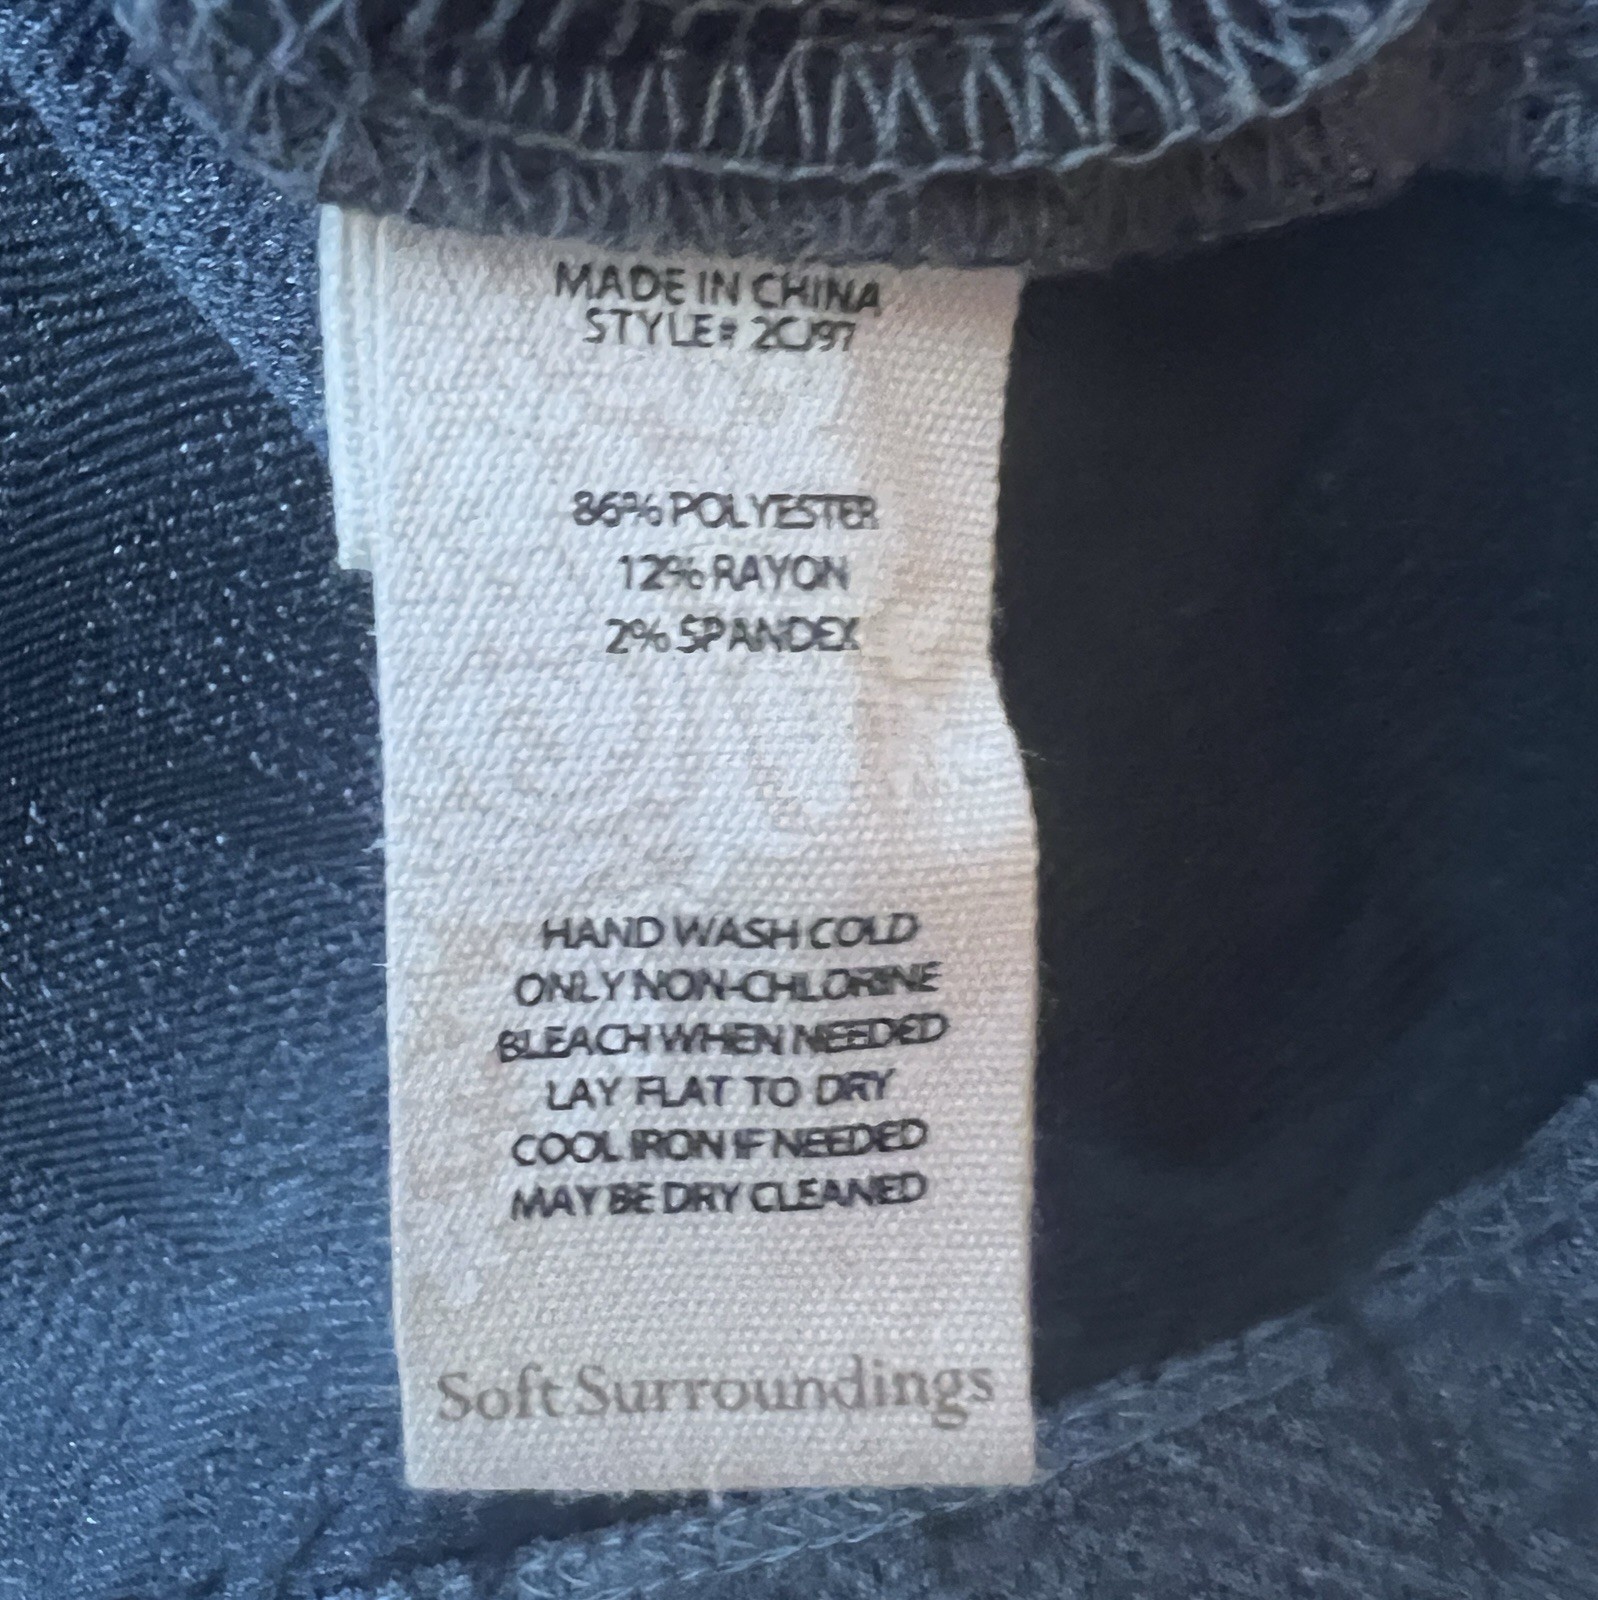 MADE IN CHINA
STYLE# 2CJ97
86% POLYESTER
12% RAYON
2% SPANDEX
HAND WASH COLD
ONLY NON-CHLORINE
BLEACH WHEN NEEDED
LAY FLAT TO DRY
COOL IRON IF NEEDED
MAY BE DRY CLEANED
Soft Surroundings